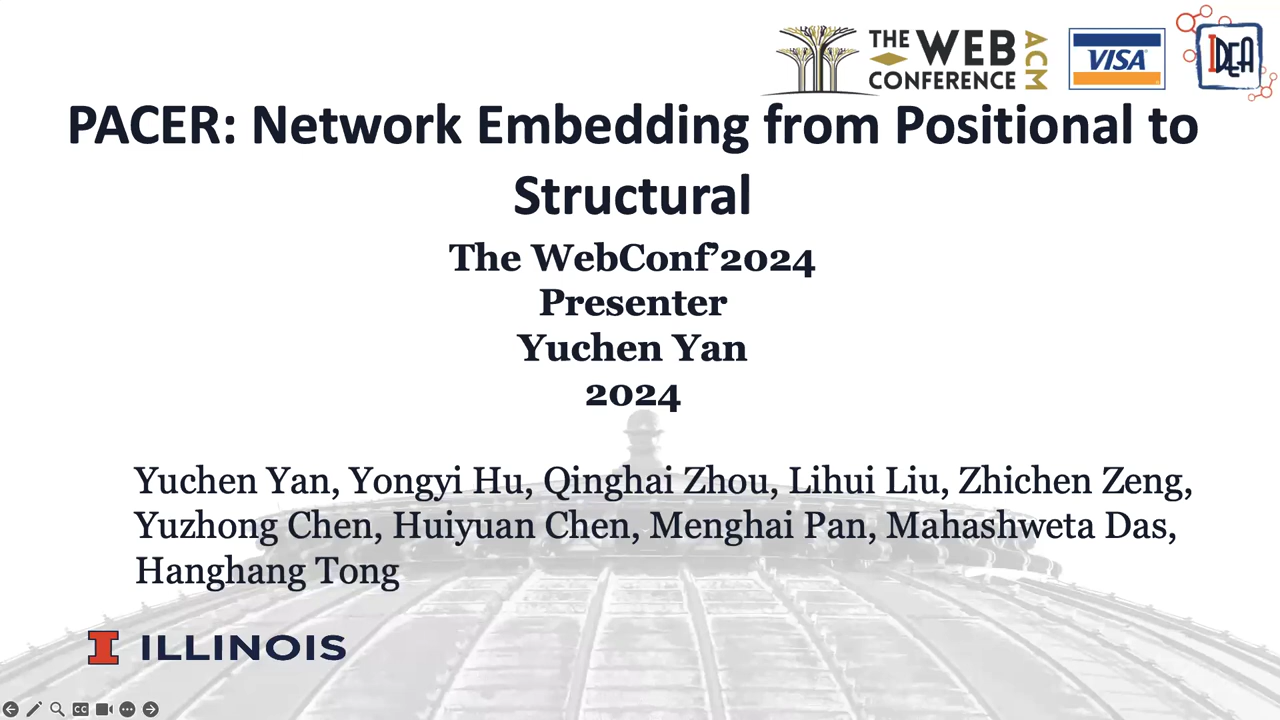 THE WEB
CONFERENCE
ACM
VISA
IDEA
PACER: Network Embedding from Positional to
Structural
The WebConf’2024
Presenter
Yuchen Yan
2024
Yuchen Yan, Yongyi Hu, Qinghai Zhou, Lihui Liu, Zhichen Zeng,
Yuzhong Chen, Huiyuan Chen, Menghai Pan, Mahashweta Das,
Hanghang Tong
I ILLINOIS
CC